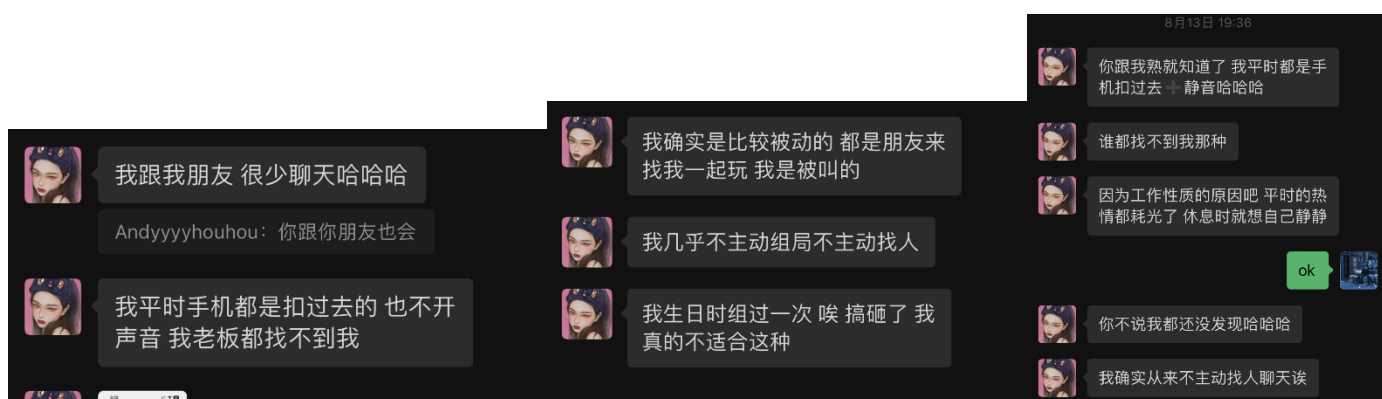 我跟我朋友 很少聊天哈哈哈
Andyyyyhouhou：你跟你朋友也会
我平时手机都是扣过去的 也不开
声音 我老板都找不到我
我确实是比较被动的 都是朋友来
找我一起玩 我是被叫的
我几乎不主动组局不主动找人
我生日时组过一次 唉 搞砸了 我
真的不适合这种
8月13日 19:36
你跟我熟就知道了 我平时都是手
机扣过去➕静音哈哈哈
谁都找不到我那种
因为工作性质的原因吧 平时的热
情都耗光了 休息时就想自己静静
ok
你不说我都还没发现哈哈哈
我确实从来不主动找人聊天诶